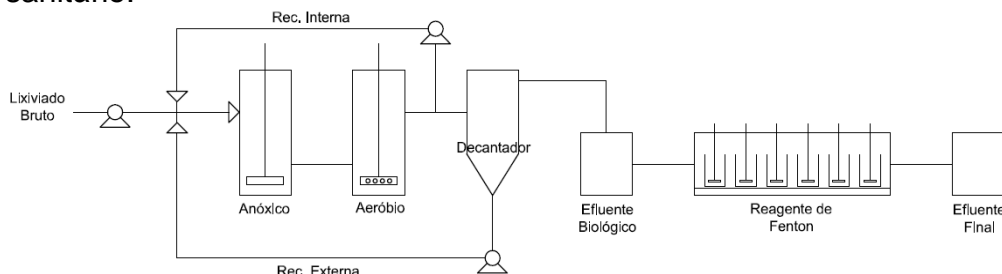 sanitário.
Rec. Interna
Lixiviado
Bruto
Decantador
Anóxico
Aeróbio
Efluente
Biológico
Reagente de
Fenton
Efluente
Final
Rec. Externa